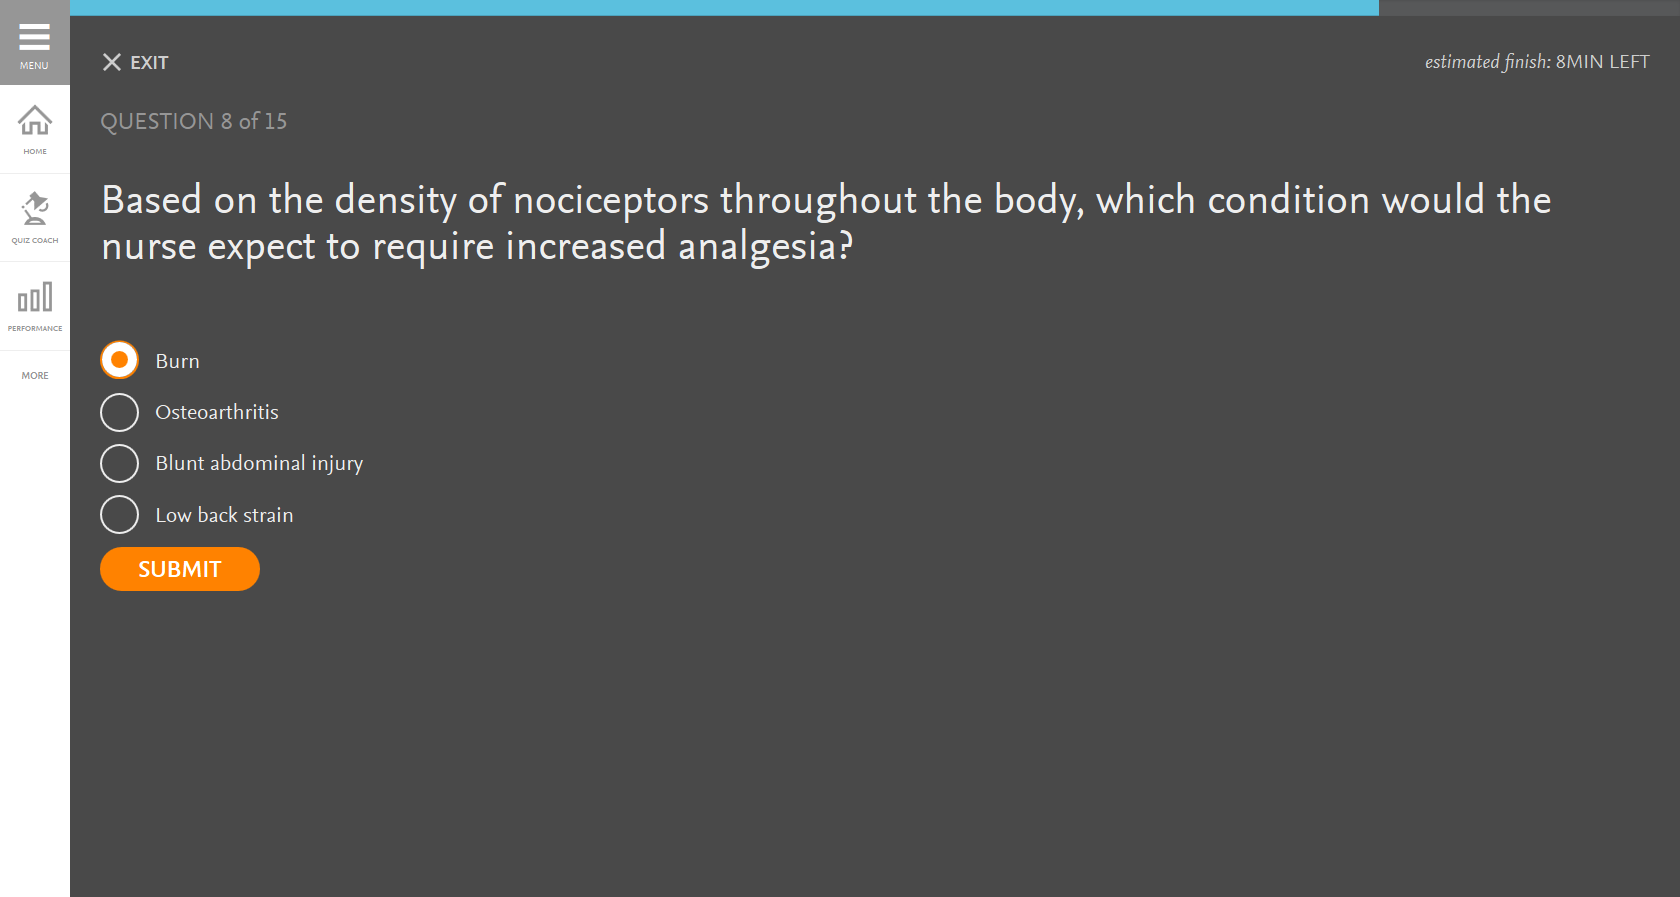 MENU
HOME
QUIZ COACH
PERFORMANCE
MORE
EXIT
estimated finish: 8MIN LEFT
QUESTION 8 of 15
Based on the density of nociceptors throughout the body, which condition would the
nurse expect to require increased analgesia?
Burn
Osteoarthritis
Blunt abdominal injury
Low back strain
SUBMIT